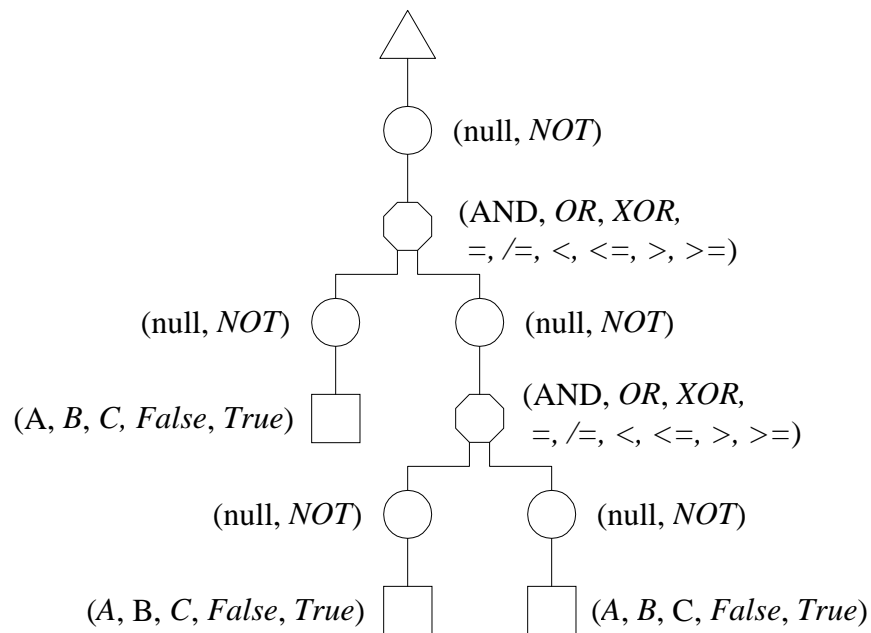 (null, NOT)
(AND, OR, XOR,
=, /=, <, <=, >, >=)
(null, NOT)
(null, NOT)
(A, B, C, False, True)
(AND, OR, XOR,
=, /=, <, <=, >, >=)
(null, NOT)
(null, NOT)
(A, B, C, False, True)
(A, B, C, False, True)